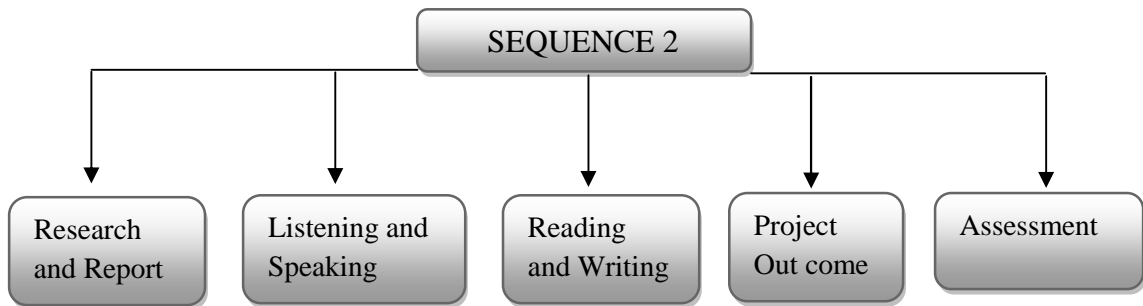 SEQUENCE 2
Research
and Report
Listening and
Speaking
Reading
and Writing
Project
Out come
Assessment